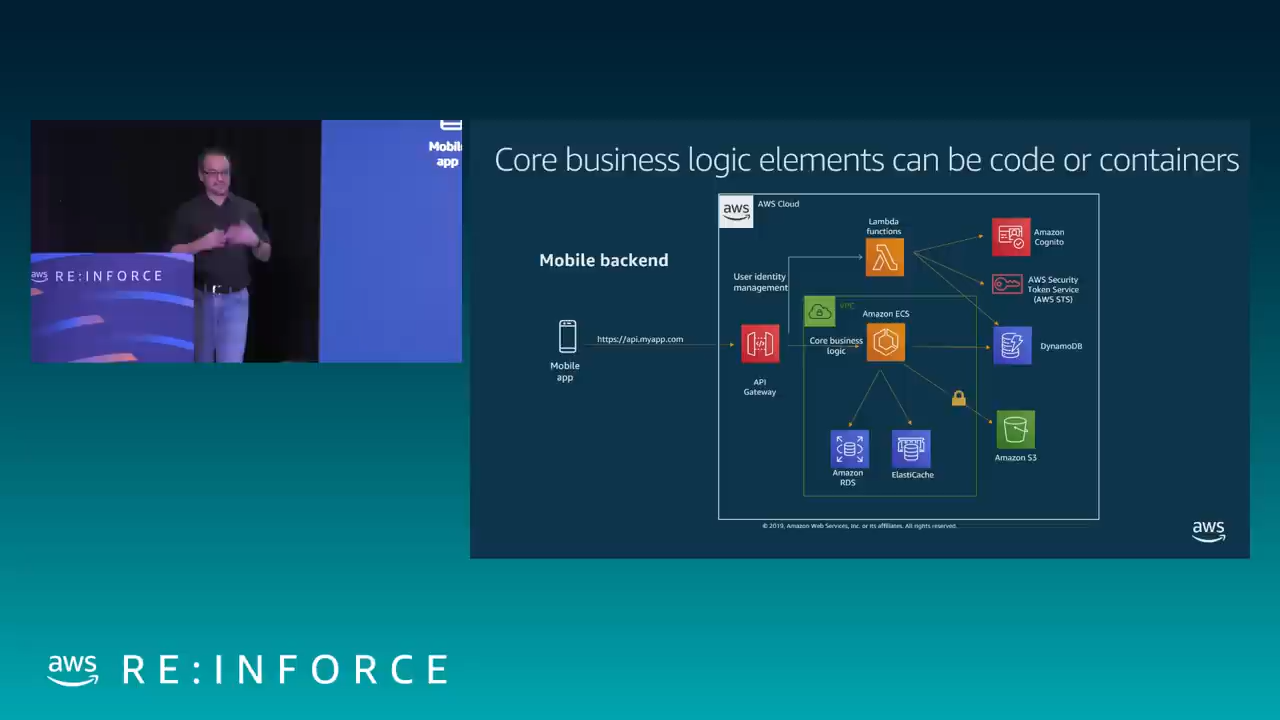 Mobile
app
aws RE:INFORCE
Core business logic elements can be code or containers
aws
AWS Cloud
Mobile backend
Lambda
functions
Amazon
Cognito
User identity
management
AWS Security
Token Service
(AWS STS)
VPC
Amazon ECS
https://api.myapp.com
Core business
logic
DynamoDB
Mobile
app
API
Gateway
Amazon S3
Amazon
RDS
ElastiCache
© 2019, Amazon Web Services, Inc. or its affiliates. All rights reserved.
aws
aws RE:INFORCE